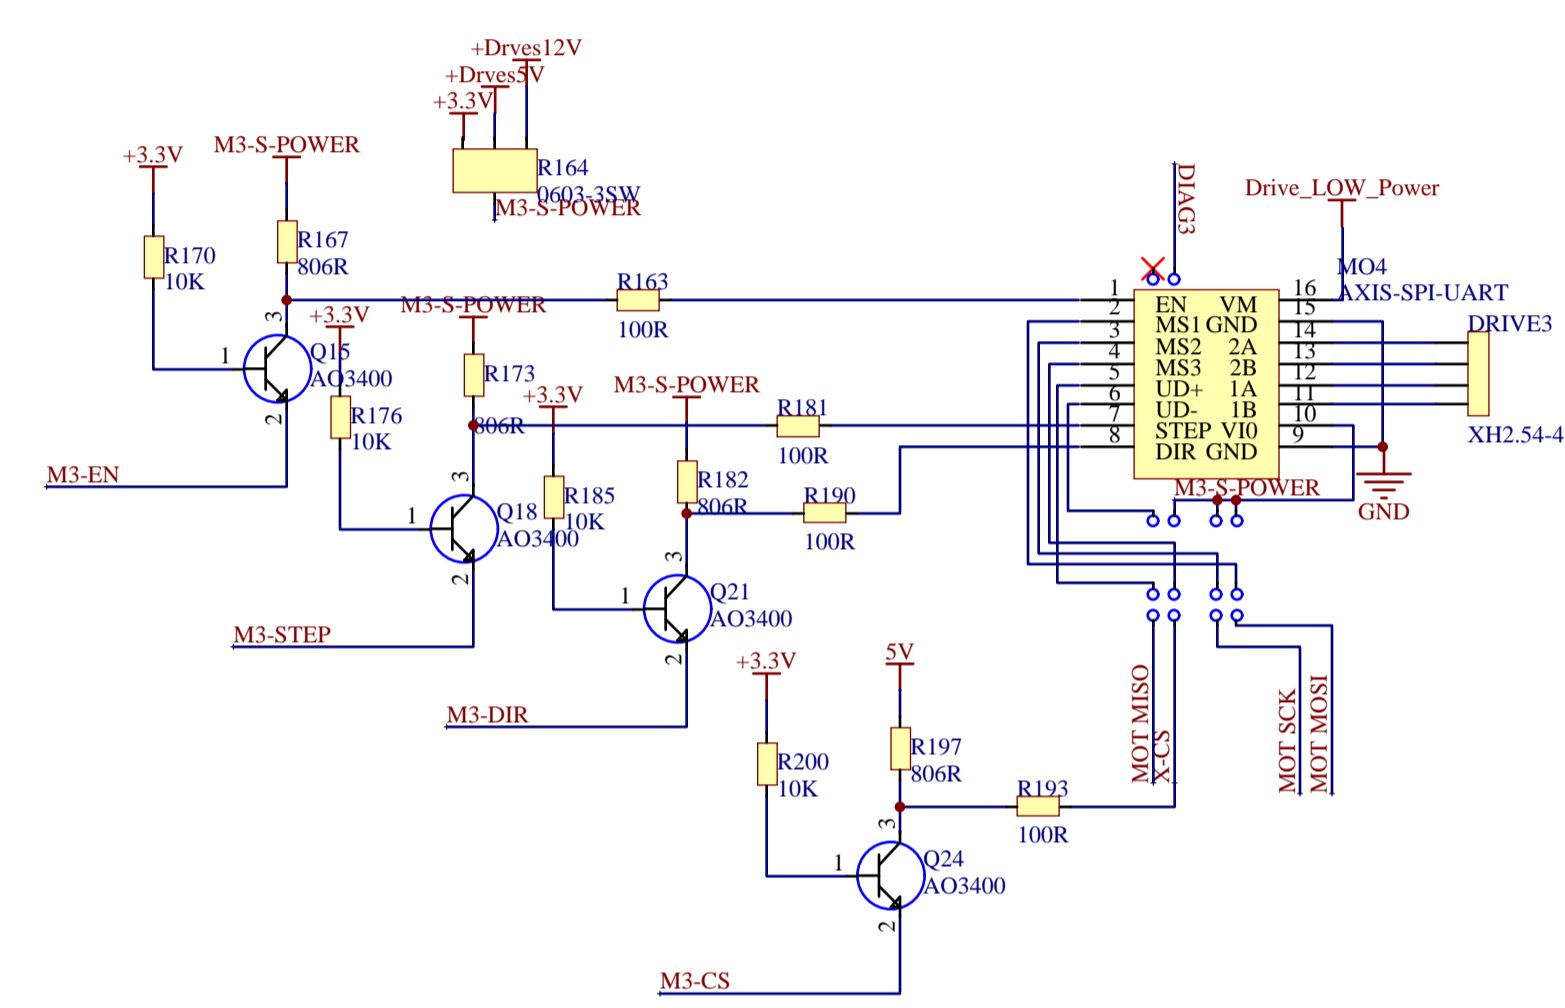 +Drves12V
+Drves5V
+3.3V
R164
0603-3SW
M3-S-POWER
+3.3V
M3-S-POWER
R170
10K
R167
806R
3
1
Q15
AO3400
2
M3-EN
R163
100R
+3.3V
M3-S-POWER
R176
10K
R173
806R
3
1
Q18
AO3400
2
M3-STEP
R181
100R
+3.3V
M3-S-POWER
R185
10K
R182
806R
3
1
Q21
AO3400
2
M3-DIR
R190
100R
+3.3V
5V
R200
10K
R197
806R
3
1
Q24
AO3400
2
M3-CS
R193
100R
DIAG3
Drive_LOW_Power
MO4
AXIS-SPI-UART
1 EN VM 16
2 MS1 GND 15
3 MS2 2A 14
4 MS3 2B 13
5 UD+ 1A 12
6 UD- 1B 11
7 STEP VI0 10
8 DIR GND 9
DRIVE3
XH2.54-4
M3-S-POWER
GND
MOT MISO
X-CS
MOT SCK
MOT MOSI